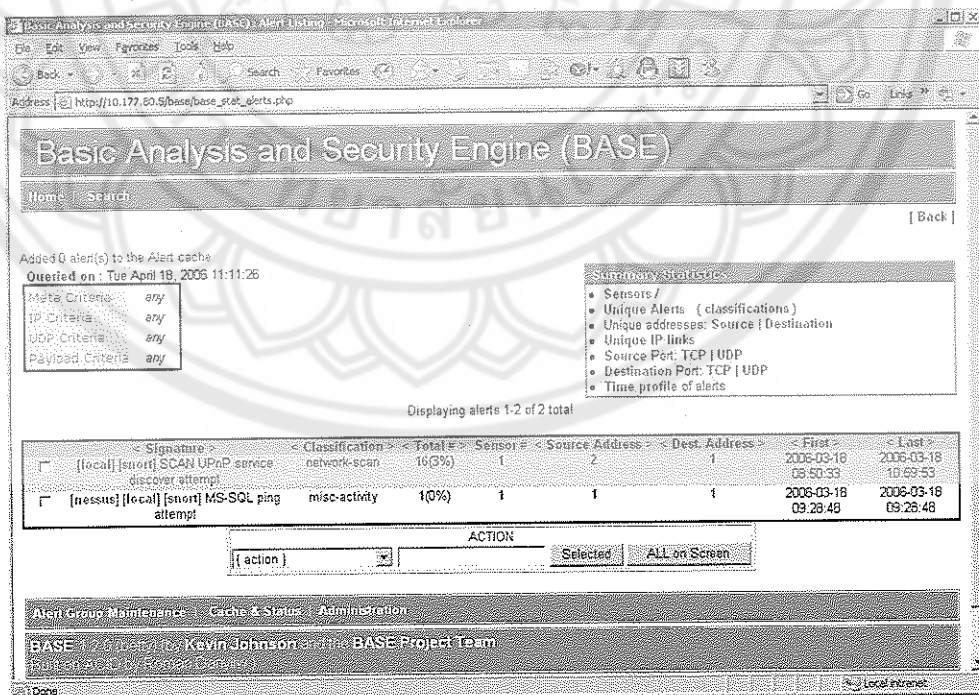 Basic Analysis and Security Engine (BASE) : Alert Listing - Microsoft Internet Explorer
File Edit View Favorites Tools Help
Back Search Favorites
Address http://10.177.80.5/base/base_stat_alerts.php Go Links »
Basic Analysis and Security Engine (BASE)
Home | Search
[ Back ]
Added 0 alert(s) to the Alert cache
Queried on : Tue April 18, 2006 11:11:26
Meta Criteria any
IP Criteria any
UDP Criteria any
Payload Criteria any
Summary Statistics
Sensors /
Unique Alerts ( classifications )
Unique addresses: Source | Destination
Unique IP links
Source Port: TCP | UDP
Destination Port: TCP | UDP
Time profile of alerts
Displaying alerts 1-2 of 2 total
< Signature > < Classification > < Total # > Sensor # < Source Address > < Dest. Address > < First > < Last >
[local] [snort] SCAN UPnP service discover attempt network-scan 16(3%) 1 2 1 2006-03-18 2006-03-18 10:59:53
[nessus] [local] [snort] MS-SQL ping attempt misc-activity 1(0%) 1 1 1 2006-03-18 09:28:48 2006-03-18 09:28:48
ACTION
{ action } Selected ALL on Screen
Alert Group Maintenance | Cache & Status | Administration
BASE by Kevin Johnson and the BASE Project Team
Built on ACID by Roman
Done Local intranet